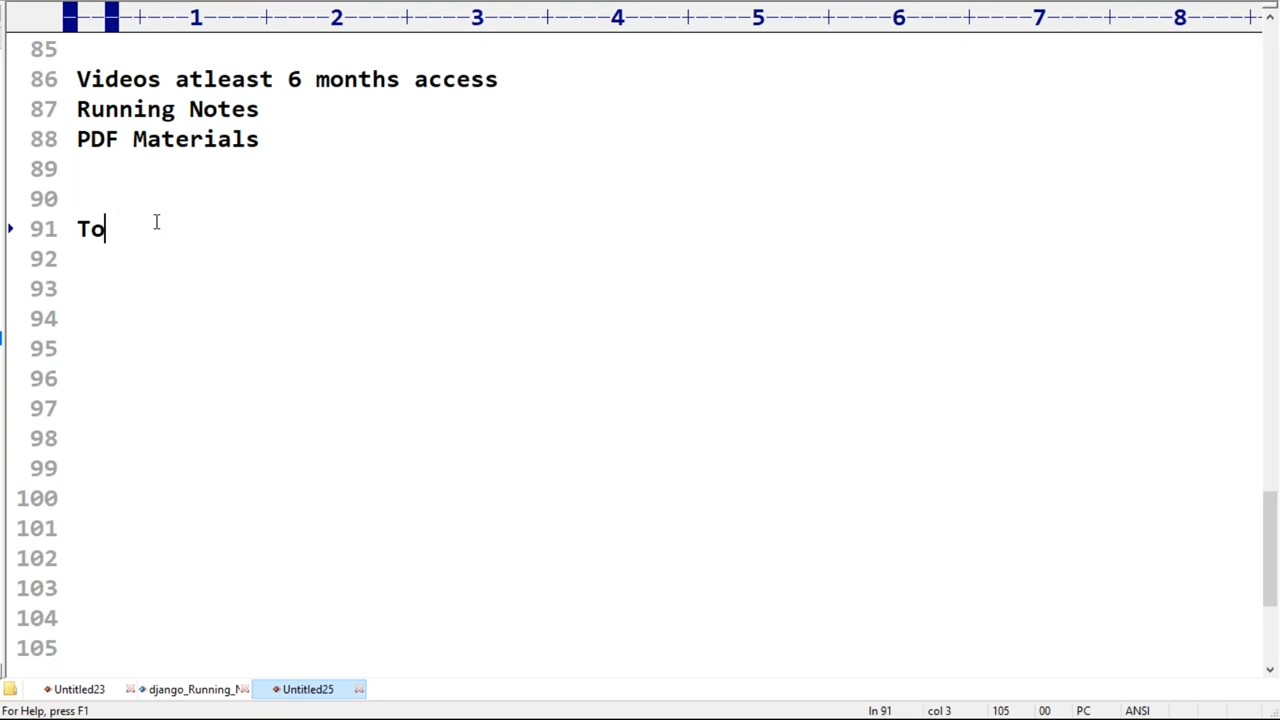 1 2 3 4 5 6 7 8
85
86 Videos atleast 6 months access
87 Running Notes
88 PDF Materials
89
90
91 To
92
93
94
95
96
97
98
99
100
101
102
103
104
105
Untitled23 django_Running_N Untitled25
For Help, press F1 ln 91 col 3 105 00 PC ANSI